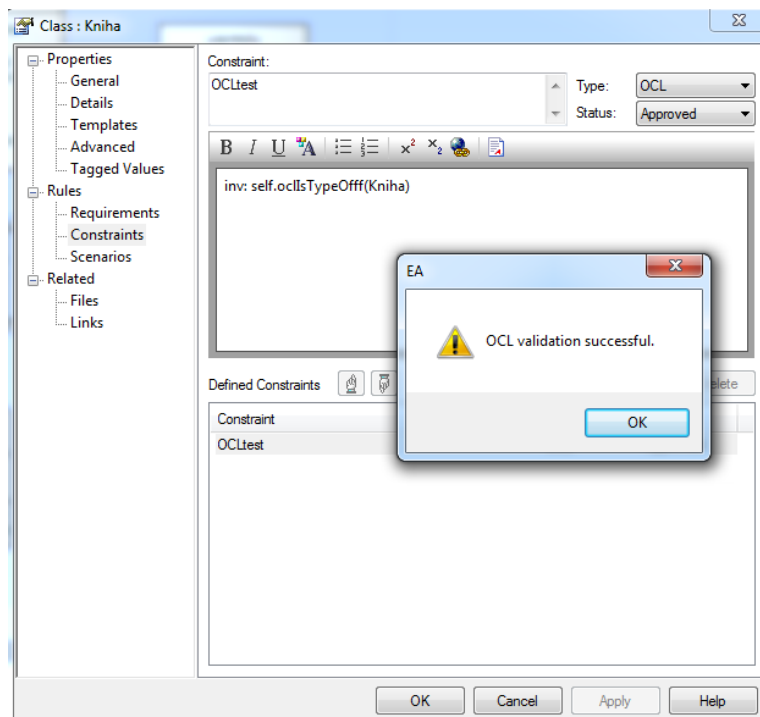 Class : Kniha
Properties
General
Details
Templates
Advanced
Tagged Values
Rules
Requirements
Constraints
Scenarios
Related
Files
Links
Constraint:
OCLtest
Type: OCL
Status: Approved
B I U A x² x₂
inv: self.oclIsTypeOfff(Kniha)
EA
OCL validation successful.
OK
Defined Constraints
Constraint
OCLtest
OK Cancel Apply Help